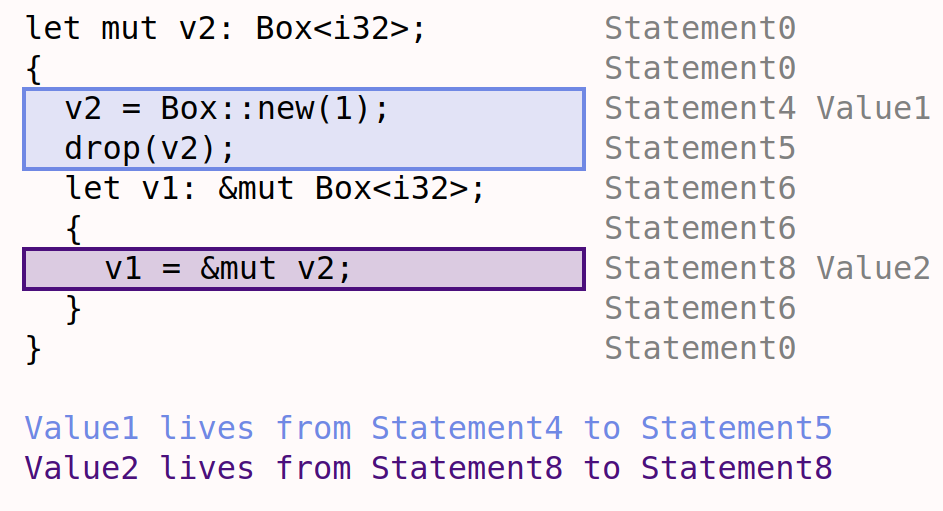 let mut v2: Box<i32>; Statement0
{ Statement0
v2 = Box::new(1); Statement4 Value1
drop(v2); Statement5
let v1: &mut Box<i32>; Statement6
{ Statement6
v1 = &mut v2; Statement8 Value2
} Statement6
} Statement0
Value1 lives from Statement4 to Statement5
Value2 lives from Statement8 to Statement8